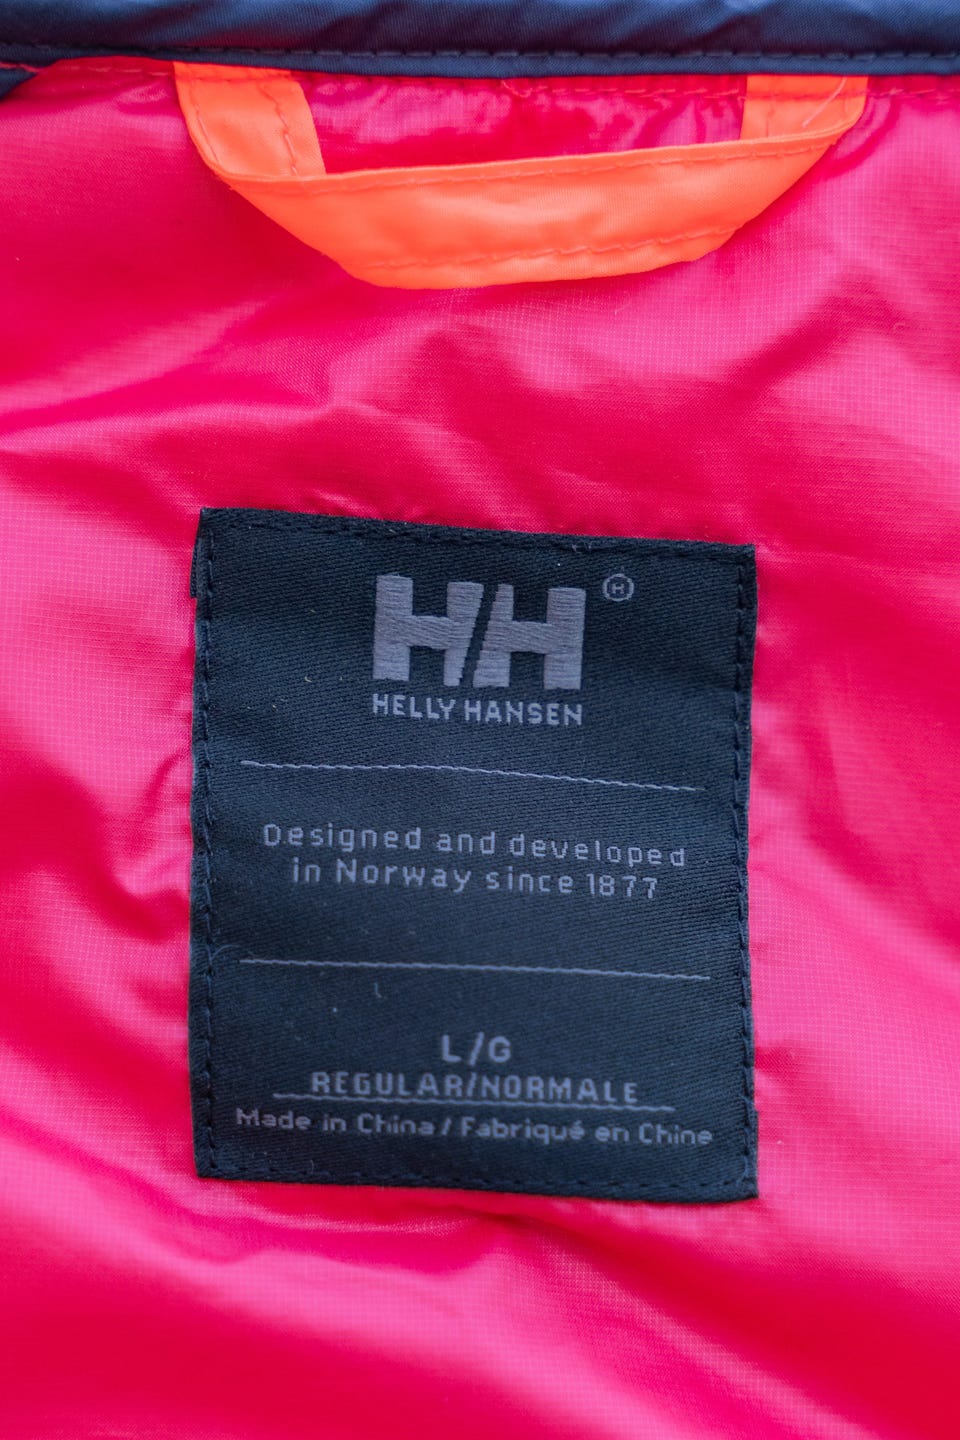 HH
HELLY HANSEN
Designed and developed
in Norway since 1877
L/G
REGULAR/NORMALE
Made in China / Fabriqué en Chine